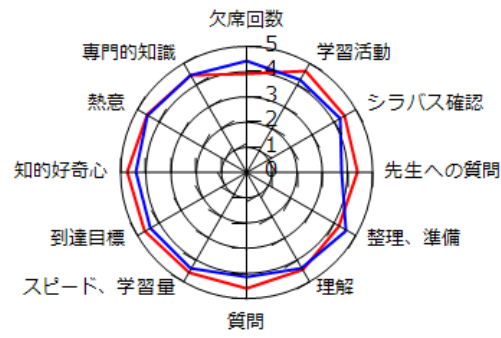 欠席回数
学習活動
シラバス確認
先生への質問
整理、準備
理解
質問
スピード、学習量
到達目標
知的好奇心
熱意
専門的知識
5
4
3
2
1
0